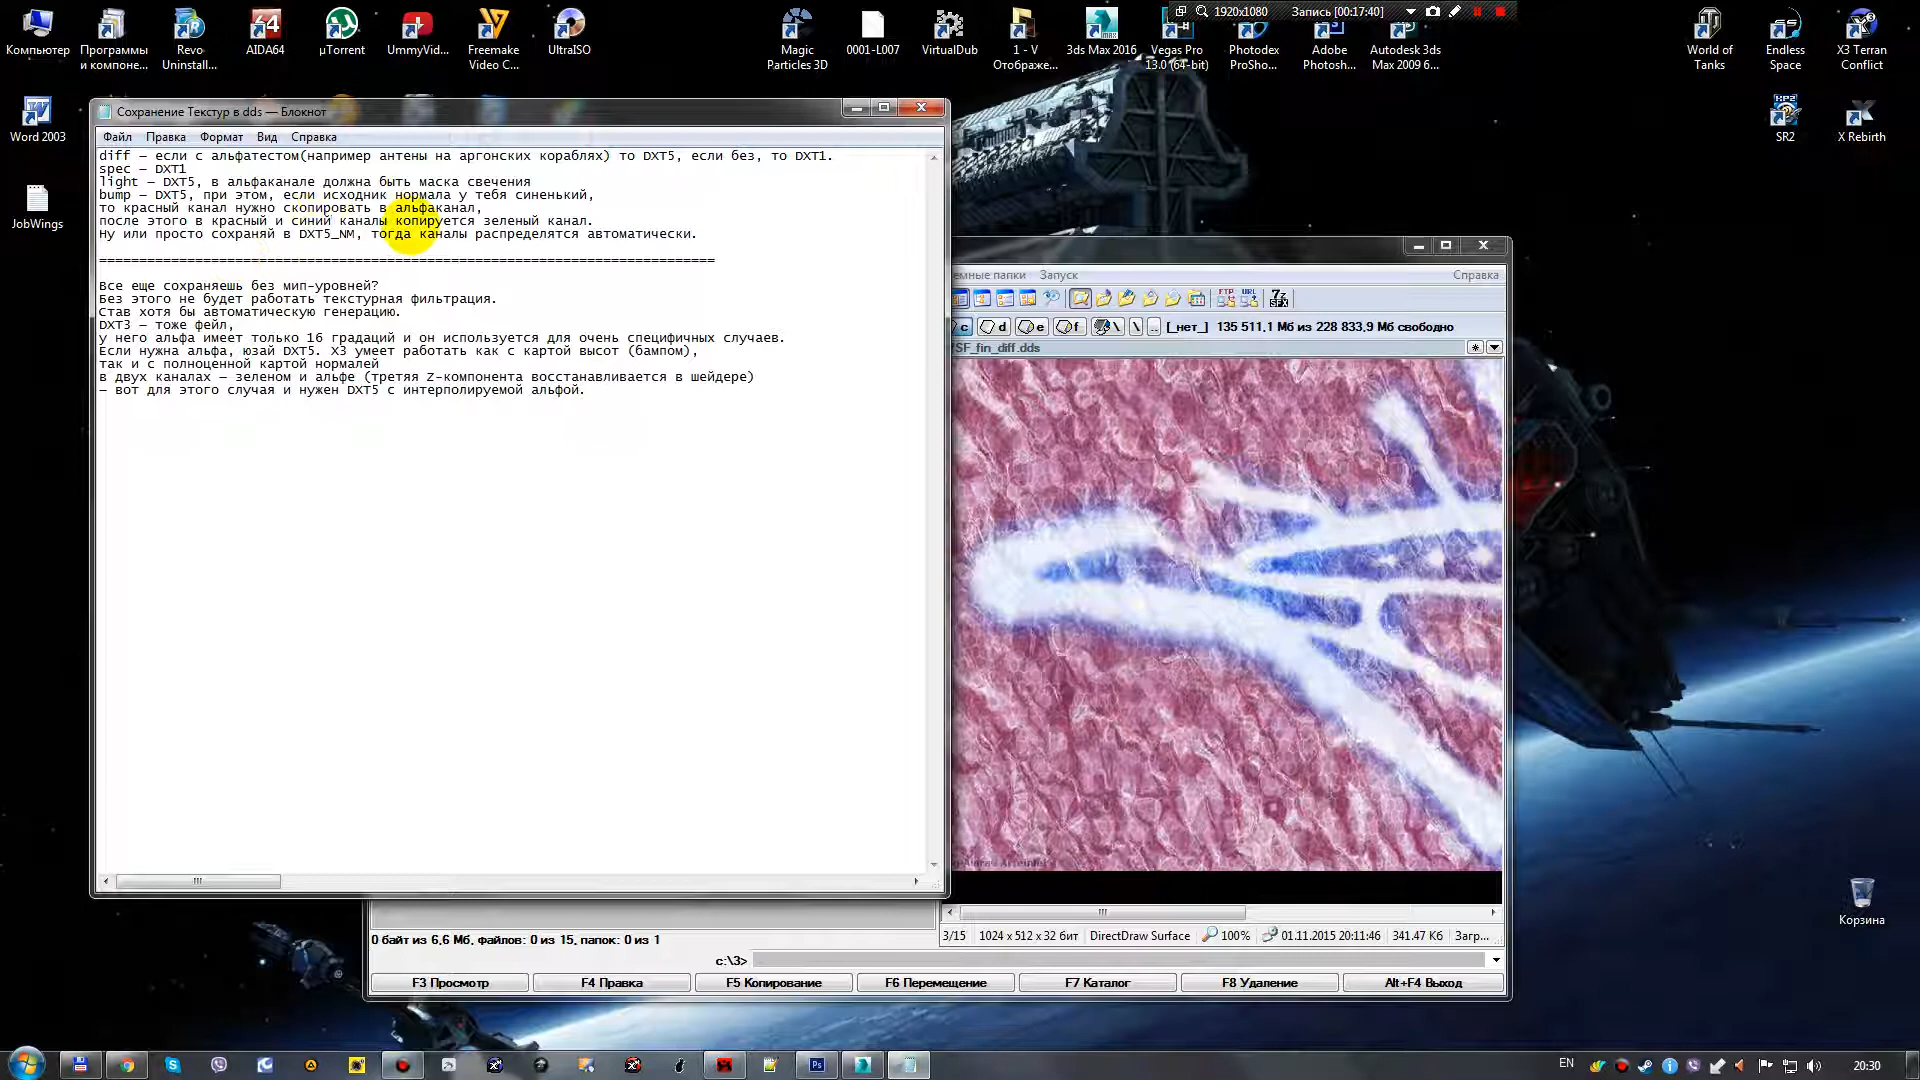 1920x1080
Запись [00:17:40]
Компьютер
Программы и компоне...
Revo Uninstall...
AIDA64
µTorrent
UmmyVid...
Freemake Video C...
UltraISO
Magic Particles 3D
0001-L007
VirtualDub
1 - V Отображе...
3ds Max 2016
Vegas Pro 13.0 (64-bit)
Photodex ProSho...
Adobe Photosh...
Autodesk 3ds Max 2009 6...
World of Tanks
Endless Space
X3 Terran Conflict
Word 2003
SR2
X Rebirth
JobWings
Корзина
Сохранение Текстур в dds — Блокнот
Файл Правка Формат Вид Справка
diff – если с альфатестом(например антены на аргонских кораблях) то DXT5, если без, то DXT1.
spec – DXT1
light – DXT5, в альфаканале должна быть маска свечения
bump – DXT5, при этом, если исходник нормала у тебя синенький,
то красный канал нужно скопировать в альфаканал,
после этого в красный и синий каналы копируется зеленый канал.
Ну или просто сохраняй в DXT5_NM, тогда каналы распределятся автоматически.
=============================================================================
Все еще сохраняешь без мип-уровней?
Без этого не будет работать текстурная фильтрация.
Став хотя бы автоматическую генерацию.
DXT3 – тоже фейл,
у него альфа имеет только 16 градаций и он используется для очень специфичных случаев.
Если нужна альфа, юзай DXT5. X3 умеет работать как с картой высот (бампом),
так и с полноценной картой нормалей
в двух каналах – зеленом и альфе (третяя Z-компонента восстанавливается в шейдере)
– вот для этого случая и нужен DXT5 с интерполируемой альфой.
емные папки Запуск Справка
FTP URL 7z SFX
c d e f \ \ .. [_нет_] 135 511,1 Мб из 228 833,9 Мб свободно
SF_fin_diff.dds
3/15 1024 x 512 x 32 бит DirectDraw Surface 100% 01.11.2015 20:11:46 341.47 Кб Загр...
0 байт из 6,6 Мб, файлов: 0 из 15, папок: 0 из 1
c:\3>
F3 Просмотр F4 Правка F5 Копирование F6 Перемещение F7 Каталог F8 Удаление Alt+F4 Выход
EN
20:30